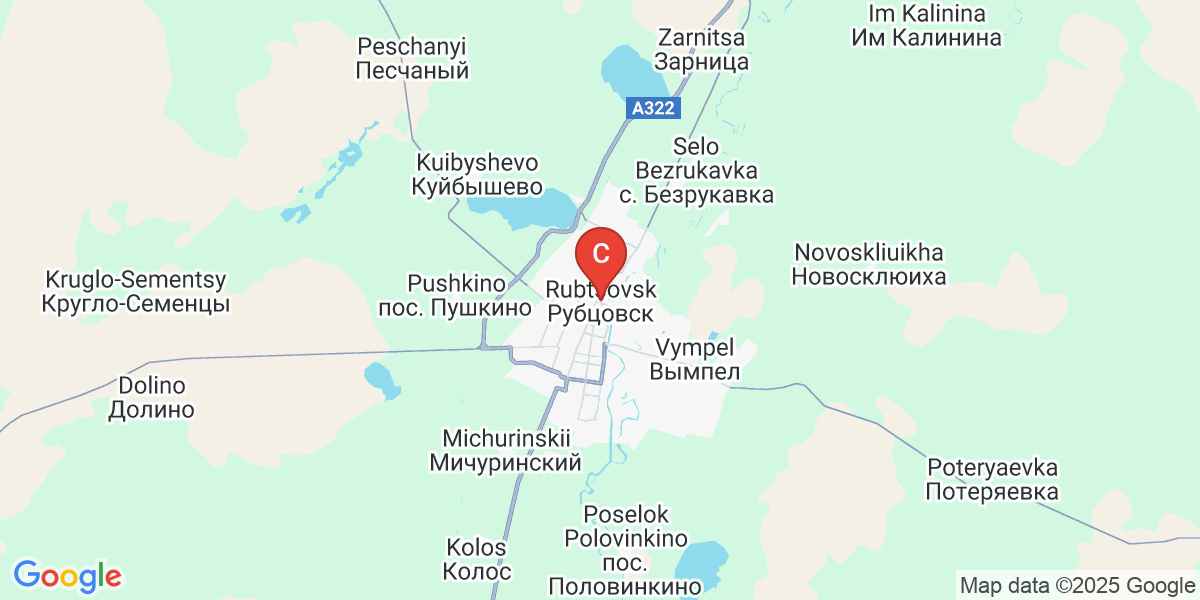 Im Kalinina
Им Калинина
Zarnitsa
Зарница
Peschanyi
Песчаный
A322
Selo
Bezrukavka
с. Безрукавка
Kuibyshevo
Куйбышево
Novoskliuikha
Новосклюиха
C
Kruglo-Sementsy
Кругло-Семенцы
Pushkino
пос. Пушкино
Rubtsovsk
Рубцовск
Vympel
Вымпел
Dolino
Долино
Michurinskii
Мичуринский
Poteryaevka
Потеряевка
Poselok
Polovinkino
пос.
Половинкино
Kolos
Колос
Google
Map data ©2025 Google